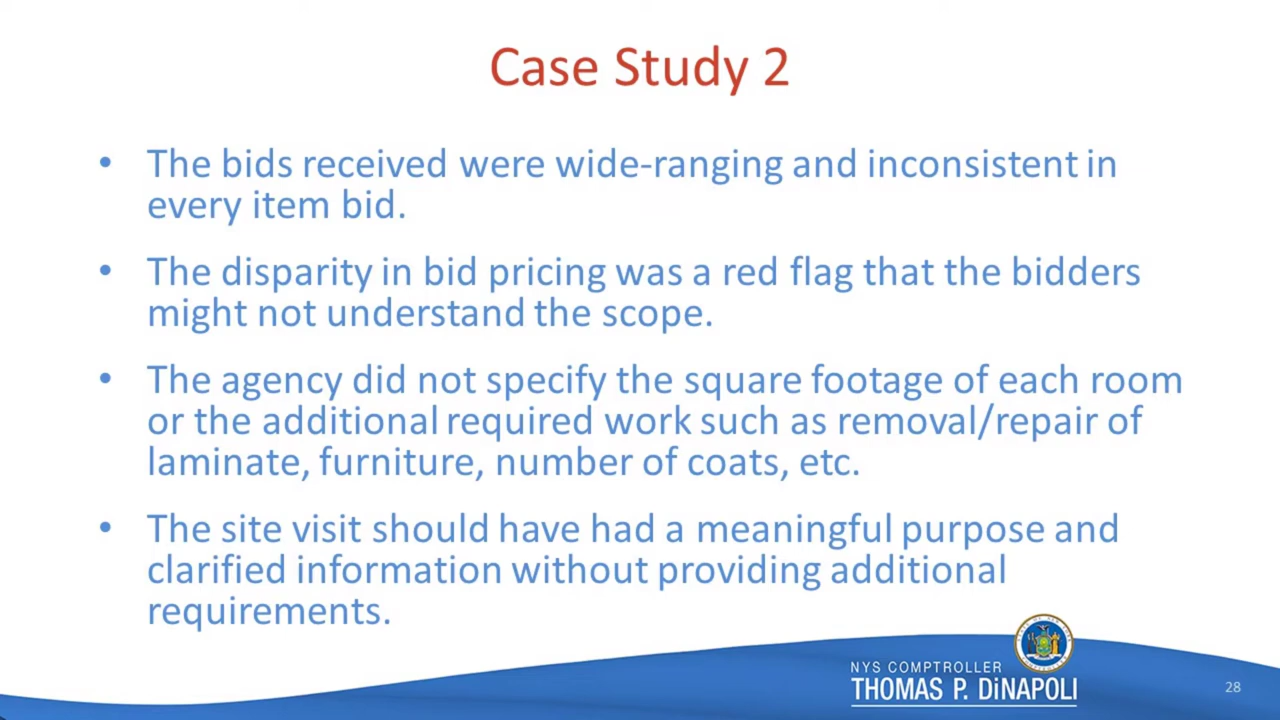 Case Study 2
• The bids received were wide-ranging and inconsistent in
every item bid.
• The disparity in bid pricing was a red flag that the bidders
might not understand the scope.
• The agency did not specify the square footage of each room
or the additional required work such as removal/repair of
laminate, furniture, number of coats, etc.
• The site visit should have had a meaningful purpose and
clarified information without providing additional
requirements.
NYS COMPTROLLER
THOMAS P. DiNAPOLI
28